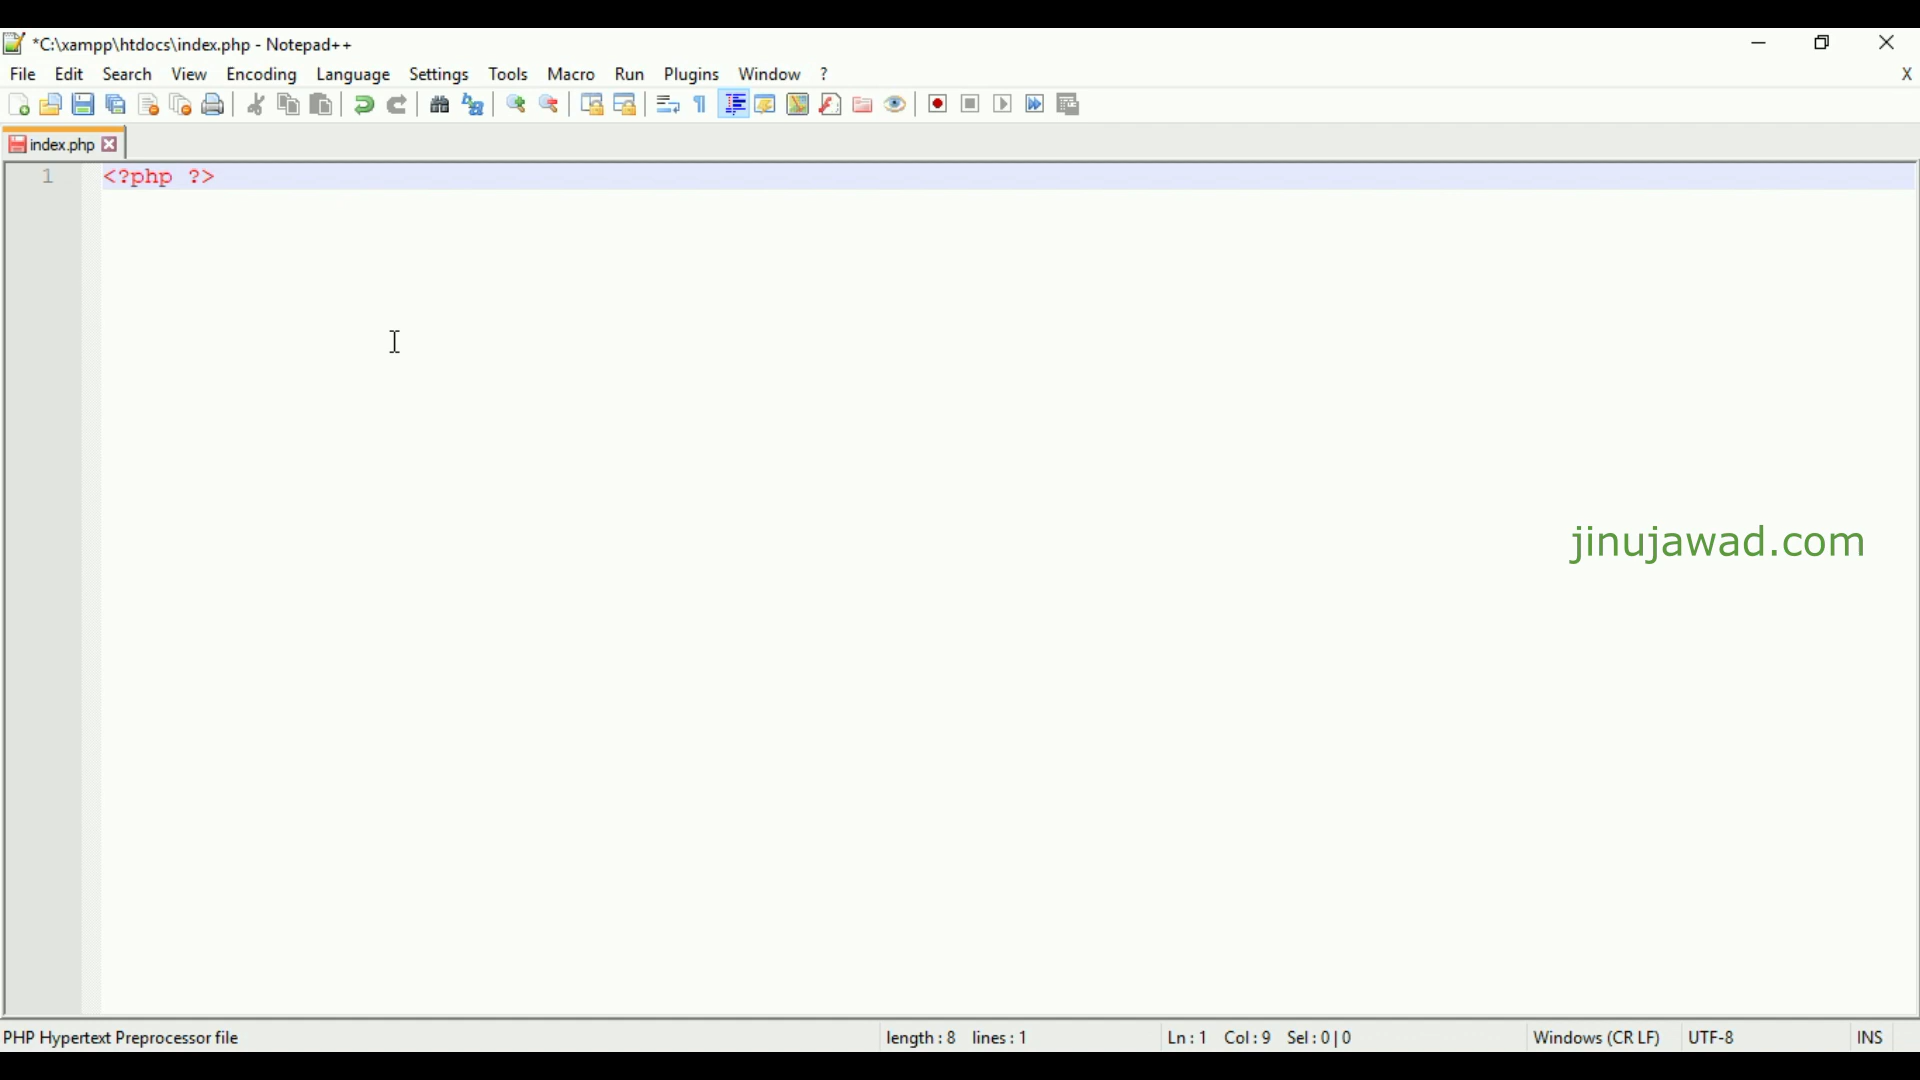 *C:\xampp\htdocs\index.php - Notepad++
File Edit Search View Encoding Language Settings Tools Macro Run Plugins Window ? X
index.php
1 <?php ?>
jinujawad.com
PHP Hypertext Preprocessor file length : 8 lines : 1 Ln : 1 Col : 9 Sel : 0 | 0 Windows (CR LF) UTF-8 INS